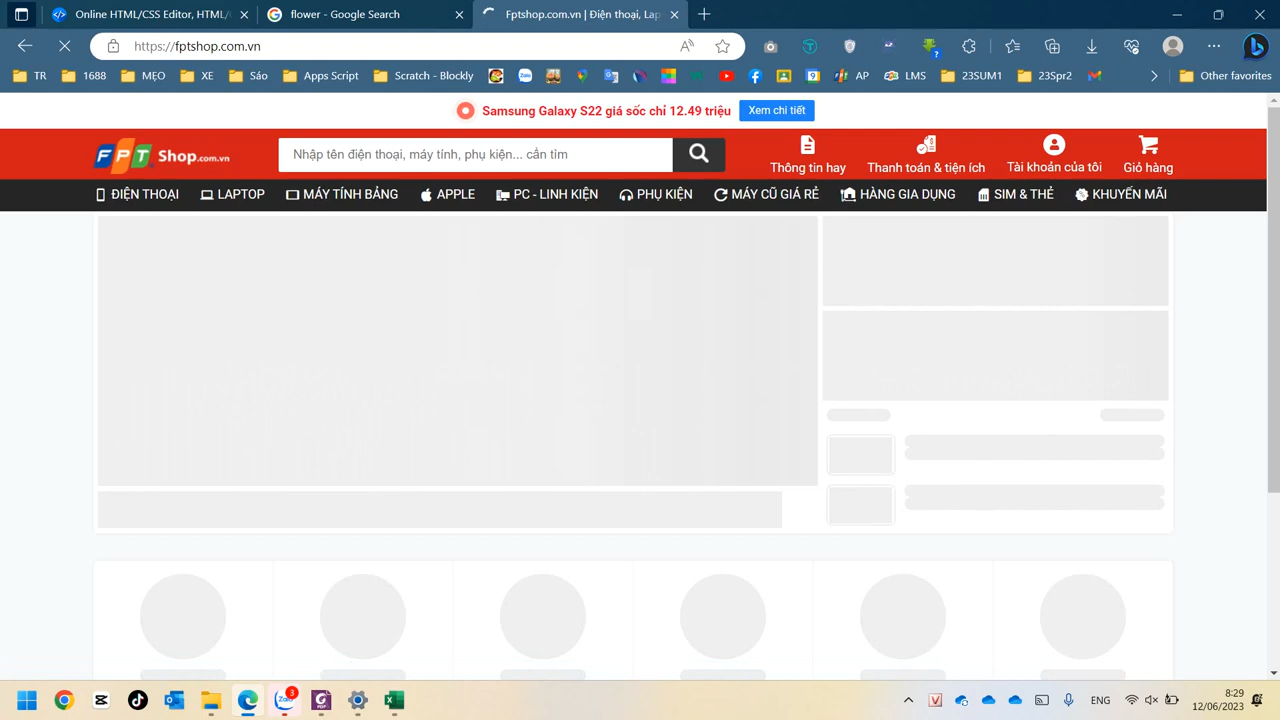 Online HTML/CSS Editor, HTML/
flower - Google Search
Fptshop.com.vn | Điện thoại, Lap
https://fptshop.com.vn
TR
1688
MẸO
XE
Sáo
Apps Script
Scratch - Blockly
AP
LMS
23SUM1
23Spr2
Other favorites
Samsung Galaxy S22 giá sốc chỉ 12.49 triệu
Xem chi tiết
FPT Shop.com.vn
Nhập tên điện thoại, máy tính, phụ kiện... cần tìm
Thông tin hay
Thanh toán & tiện ích
Tài khoản của tôi
Giỏ hàng
ĐIỆN THOẠI
LAPTOP
MÁY TÍNH BẢNG
APPLE
PC - LINH KIỆN
PHỤ KIỆN
MÁY CŨ GIÁ RẺ
HÀNG GIA DỤNG
SIM & THẺ
KHUYẾN MÃI
Zalo
3
PDF
V
ENG
8:29
12/06/2023